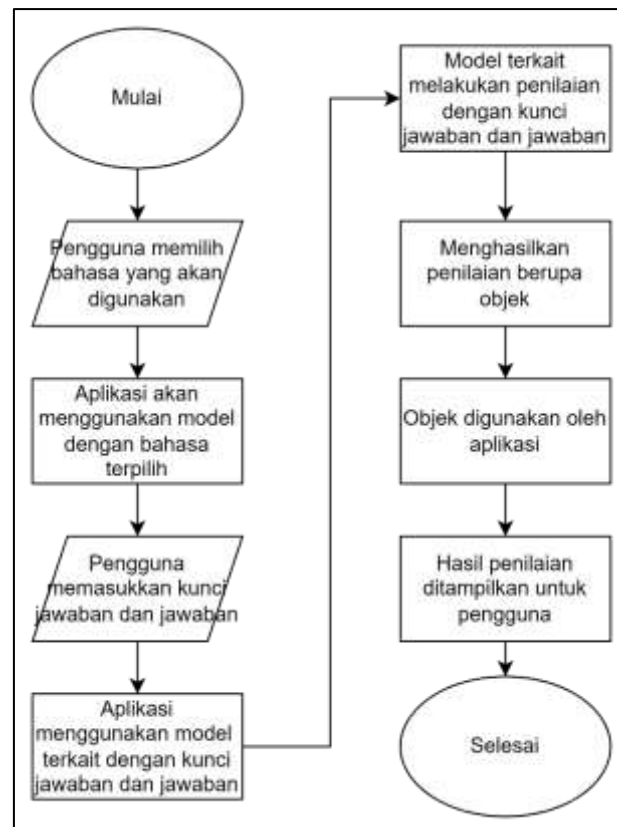 Mulai
Pengguna memilih
bahasa yang akan
digunakan
Aplikasi akan
menggunakan model
dengan bahasa
terpilih
Pengguna
memasukkan kunci
jawaban dan jawaban
Aplikasi
menggunakan model
terkait dengan kunci
jawaban dan jawaban
Model terkait
melakukan penilaian
dengan kunci
jawaban dan jawaban
Menghasilkan
penilaian berupa
objek
Objek digunakan oleh
aplikasi
Hasil penilaian
ditampilkan untuk
pengguna
Selesai